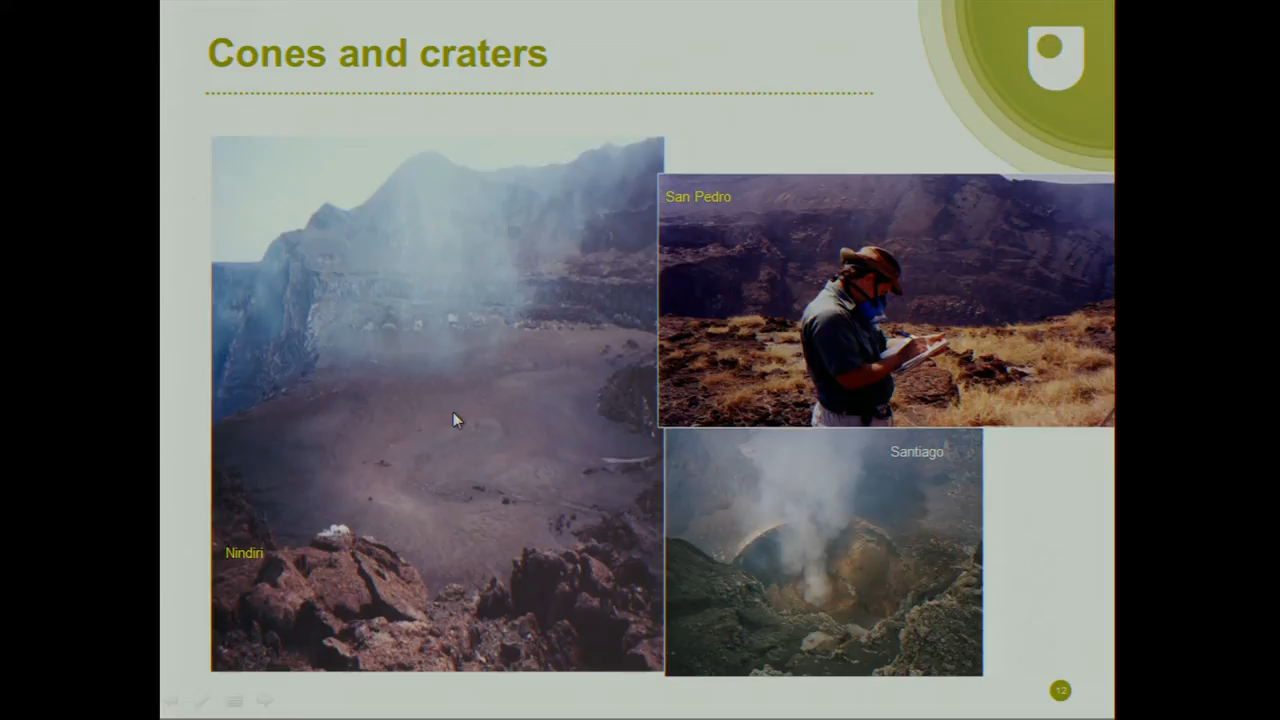 Cones and craters
San Pedro
Santiago
Nindiri
12